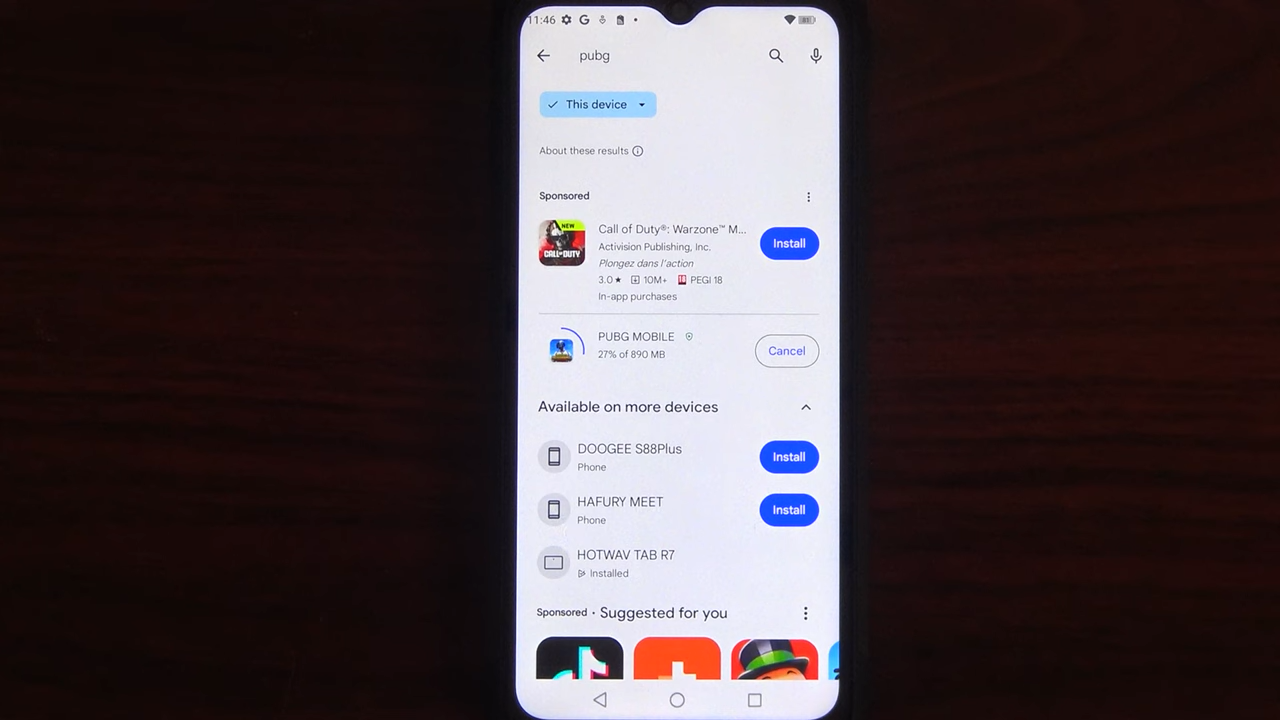 11:46
pubg
This device
About these results
Sponsored
NEW
CALL OF DUTY
Call of Duty®: Warzone™ M...
Activision Publishing, Inc.
Plongez dans l'action
3.0★ 10M+ 18 PEGI 18
In-app purchases
Install
PUBG MOBILE
27% of 890 MB
Cancel
Available on more devices
DOOGEE S88Plus
Phone
Install
HAFURY MEET
Phone
Install
HOTWAV TAB R7
Installed
Sponsored · Suggested for you